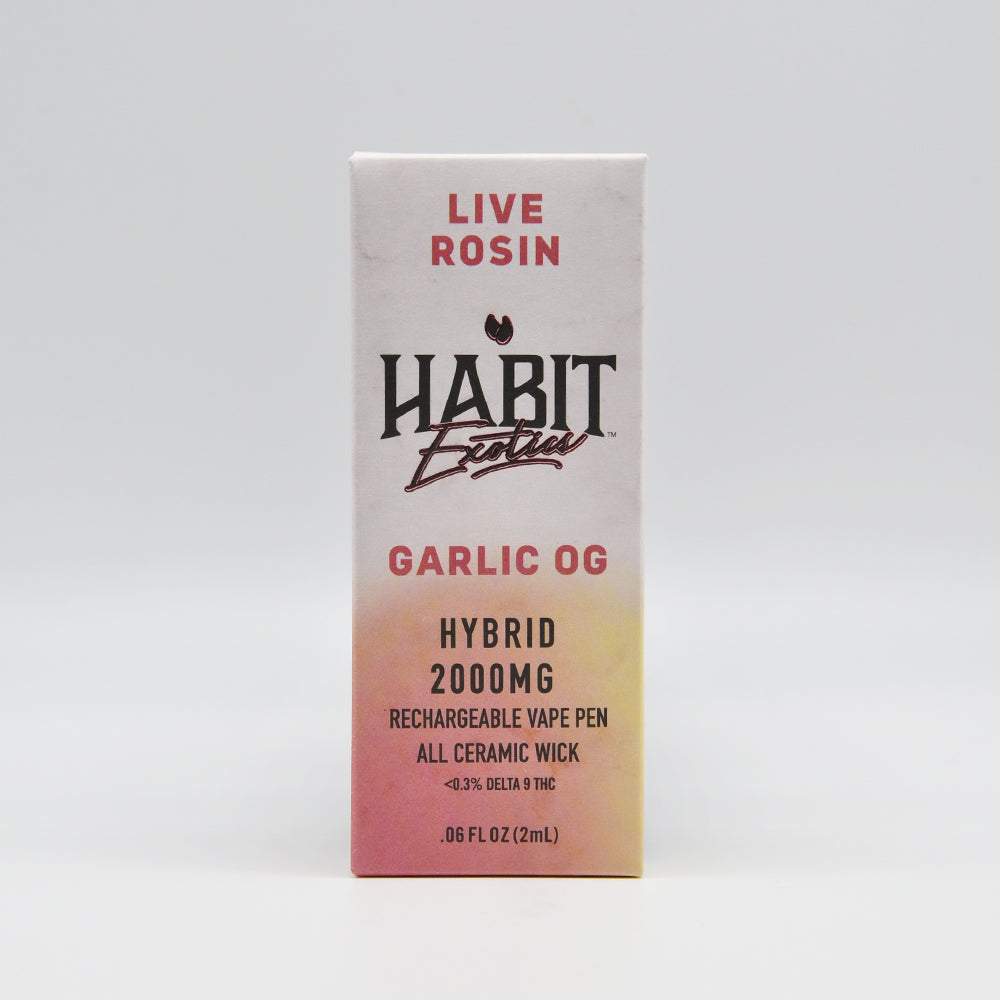 LIVE
ROSIN
HABIT
Exotics ™
GARLIC OG
HYBRID
2000MG
RECHARGEABLE VAPE PEN
ALL CERAMIC WICK
<0.3% DELTA 9 THC
.06 FL OZ (2mL)